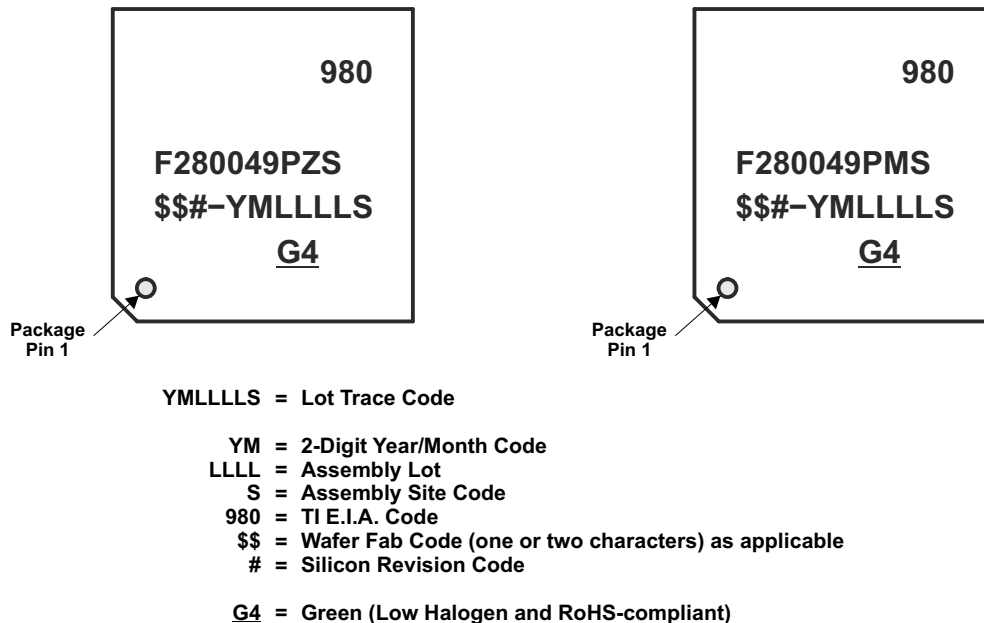 980
F280049PZS
$$#−YMLLLLS
G4
Package
Pin 1
980
F280049PMS
$$#−YMLLLLS
G4
Package
Pin 1
YMLLLLS = Lot Trace Code
YM = 2-Digit Year/Month Code
LLLL = Assembly Lot
S = Assembly Site Code
980 = TI E.I.A. Code
$$ = Wafer Fab Code (one or two characters) as applicable
# = Silicon Revision Code
G4 = Green (Low Halogen and RoHS-compliant)